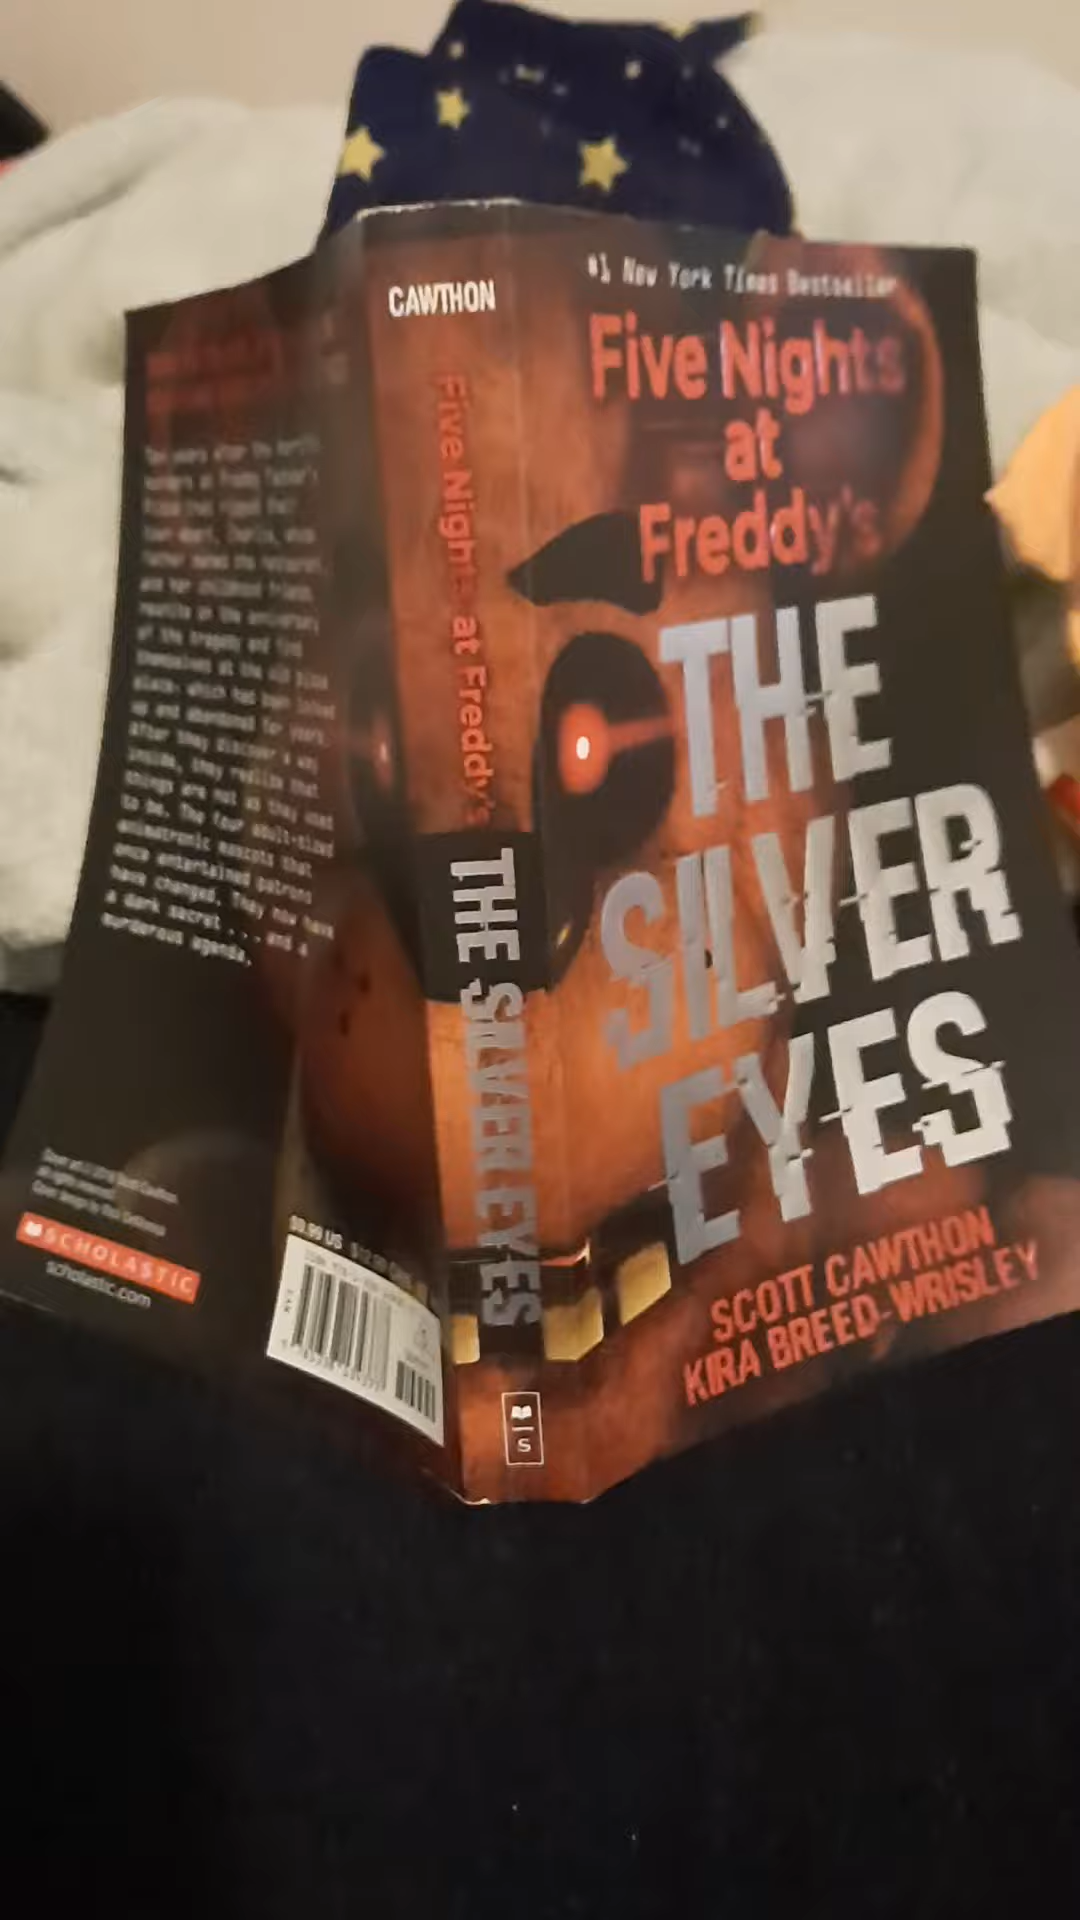 CAWTHON
Five Nights at Freddy's
THE SILVER EYES
S
#1 New York Times Bestseller
Five Nights
at
Freddy's
THE
SILVER
EYES
SCOTT CAWTHON
KIRA BREED-WRISLEY
Ten years after the
murders at Freddy
Pizza that ripped their
town apart, Charlie, whose
father owned the restaurant,
and her childhood friends
reunite on the anniversary
of the tragedy and find
themselves at the old pizza
place, which has been locked
up and abandoned for years.
After they discover a way
inside, they realize that
things are not as they used
to be. The four adult-sized
animatronic mascots that
once entertained patrons
have changed. They now have
a dark secret . . . and a
murderous agenda.
SCHOLASTIC
scholastic.com
$9.99 US